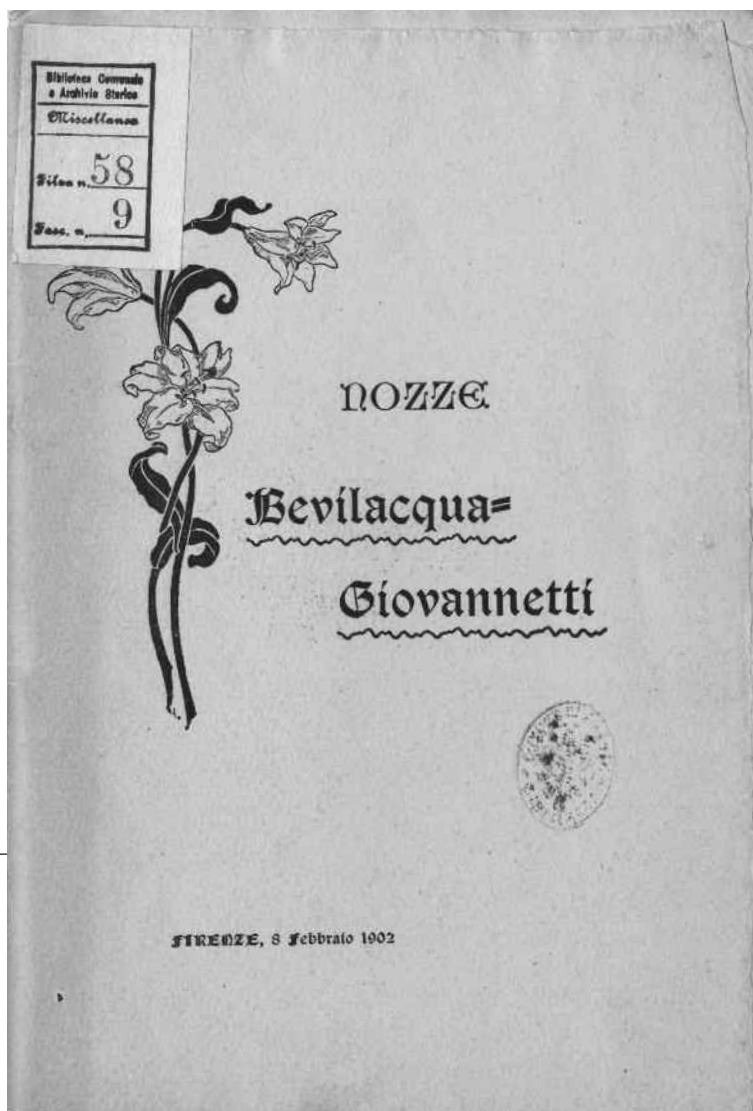 Biblioteca Comunale
e Archivio Storico
Miscellanea
Filza n. 58
Fasc. n. 9
NOZZE
Bevilacqua=
Giovannetti
FIRENZE, 8 Febbraio 1902